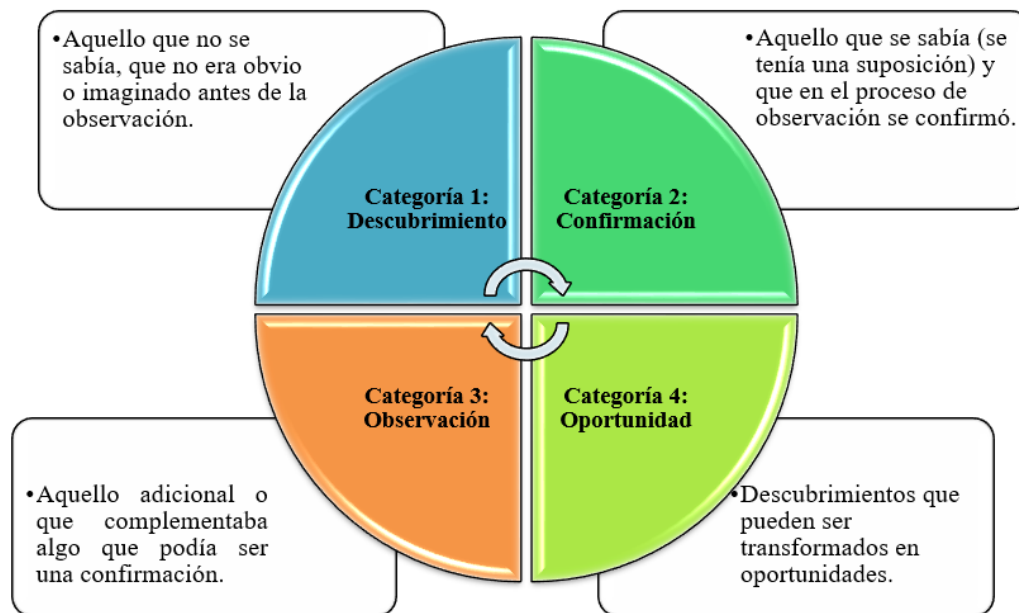 •Aquello que no se
sabía, que no era obvio
o imaginado antes de la
observación.
•Aquello que se sabía (se
tenía una suposición) y
que en el proceso de
observación se confirmó.
Categoría 1:
Descubrimiento
Categoría 2:
Confirmación
Categoría 3:
Observación
Categoría 4:
Oportunidad
•Aquello adicional o
que complementaba
algo que podía ser
una confirmación.
•Descubrimientos que
pueden ser
transformados en
oportunidades.